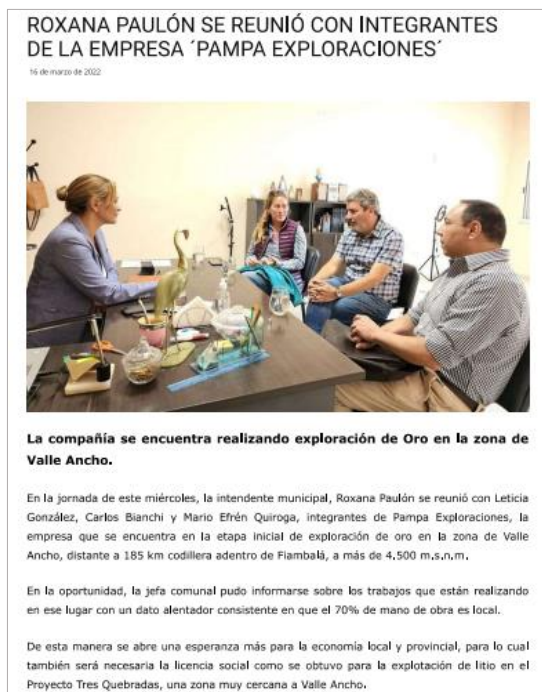 ROXANA PAULÓN SE REUNIÓ CON INTEGRANTES
DE LA EMPRESA ´PAMPA EXPLORACIONES´
16 de marzo de 2022
La compañía se encuentra realizando exploración de Oro en la zona de
Valle Ancho.
En la jornada de este miércoles, la intendente municipal, Roxana Paulón se reunió con Leticia
González, Carlos Bianchi y Mario Efrén Quiroga, integrantes de Pampa Exploraciones, la
empresa que se encuentra en la etapa inicial de exploración de oro en la zona de Valle
Ancho, distante a 185 km codillera adentro de Fiambalá, a más de 4.500 m.s.n.m.
En la oportunidad, la jefa comunal pudo informarse sobre los trabajos que están realizando
en ese lugar con un dato alentador consistente en que el 70% de mano de obra es local.
De esta manera se abre una esperanza más para la economía local y provincial, para lo cual
también será necesaria la licencia social como se obtuvo para la explotación de litio en el
Proyecto Tres Quebradas, una zona muy cercana a Valle Ancho.